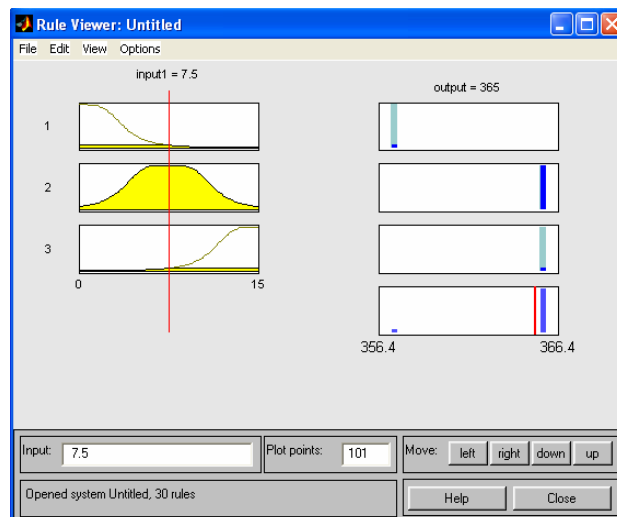 Rule Viewer: Untitled
File Edit View Options
input1 = 7.5
output = 365
1
2
3
0 15
356.4 366.4
Input: 7.5 Plot points: 101 Move: left right down up
Opened system Untitled, 30 rules Help Close